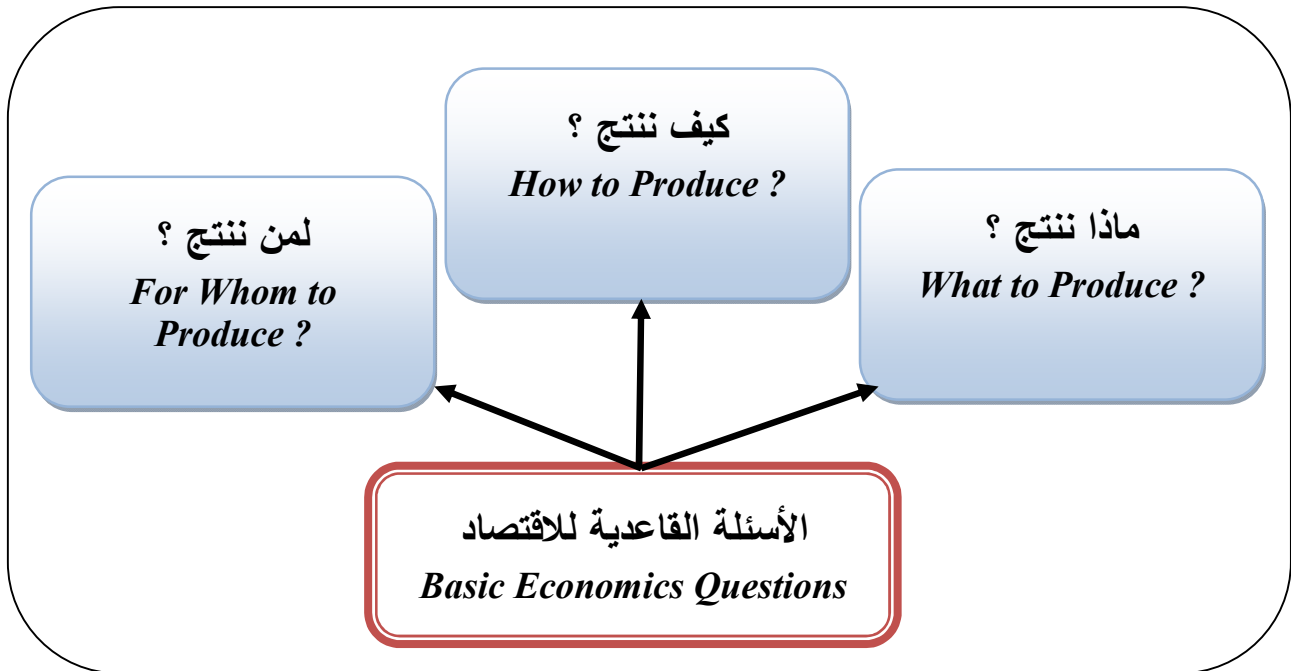 كيف ننتج ؟
How to Produce ?
ماذا ننتج ؟
What to Produce ?
لمن ننتج ؟
For Whom to
Produce ?
الأسئلة القاعدية للاقتصاد
Basic Economics Questions